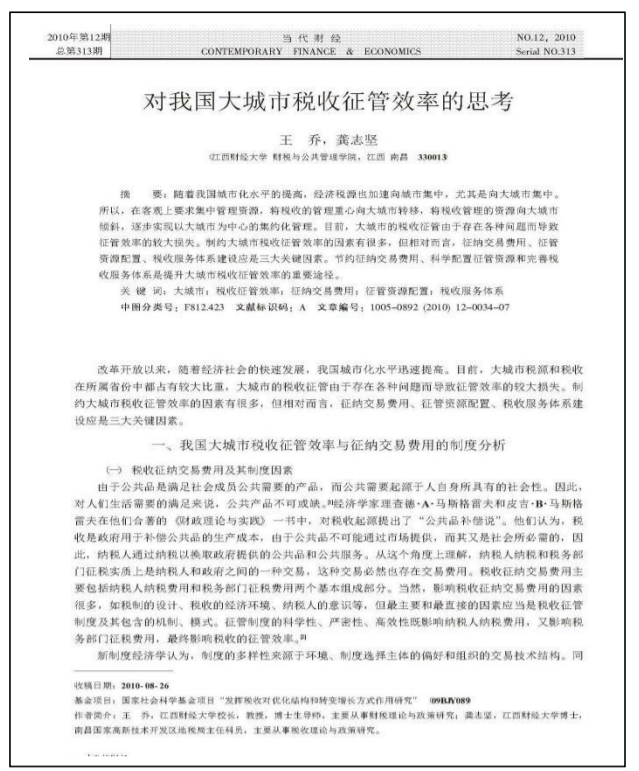 2010年第12期
总第313期
当 代 财 经
CONTEMPORARY FINANCE & ECONOMICS
NO.12, 2010
Serial NO.313
对我国大城市税收征管效率的思考
王 乔，龚志坚
(江西财经大学 财税与公共管理学院，江西 南昌 330013)
摘 要：随着我国城市化水平的提高，经济税源也加速向城市集中，尤其是向大城市集中。
所以，在客观上要求集中管理资源，将税收的管理重心向大城市转移，将税收管理的资源向大城市
倾斜，逐步实现以大城市为中心的集约化管理。目前，大城市的税收征管由于存在各种问题而导致
征管效率的较大损失。制约大城市税收征管效率的因素有很多，但相对而言，征纳交易费用、征管
资源配置、税收服务体系建设应是三大关键因素。节约征纳交易费用、科学配置征管资源和完善税
收服务体系是提升大城市税收征管效率的重要途径。
关 键 词：大城市；税收征管效率；征纳交易费用；征管资源配置；税收服务体系
中图分类号：F812.423 文献标识码：A 文章编号：1005-0892 (2010) 12-0034-07
改革开放以来，随着经济社会的快速发展，我国城市化水平迅速提高。目前，大城市税源和税收
在所属省份中都占有较大比重，大城市的税收征管由于存在各种问题而导致征管效率的较大损失。制
约大城市税收征管效率的因素有很多，但相对而言，征纳交易费用、征管资源配置、税收服务体系建
设应是三大关键因素。
一、我国大城市税收征管效率与征纳交易费用的制度分析
(一) 税收征纳交易费用及其制度因素
由于公共品是满足社会成员公共需要的产品，而公共需要起源于人自身所具有的社会性。因此，
对人们生活需要的满足来说，公共产品不可或缺。经济学家理查德·A·马斯格雷夫和皮吉·B·马斯格
雷夫在他们合著的《财政理论与实践》一书中，对税收起源提出了“公共品补偿说”。他们认为，税
收是政府用于补偿公共品的生产成本，由于公共品不可能通过市场提供，而其又是社会所必需的，因
此，纳税人通过纳税以换取政府提供的公共品和公共服务。从这个角度上理解，纳税人纳税和税务部
门征税实质上是纳税人和政府之间的一种交易，这种交易必然也存在交易费用。税收征纳交易费用主
要包括纳税人纳税费用和税务部门征税费用两个基本组成部分。当然，影响税收征纳交易费用的因素
很多，如税制的设计、税收的经济环境、纳税人的意识等，但最主要和最直接的因素应当是税收征管
制度及其包含的机制、模式。征管制度的科学性、严密性、高效性既影响纳税人纳税费用，又影响税
务部门征税费用，最终影响税收的征管效率。
新制度经济学认为，制度的多样性来源于环境、制度选择主体的偏好和组织的交易技术结构。同
收稿日期：2010-08-26
基金项目：国家社会科学基金项目“发挥税收对优化结构和转变增长方式作用研究” (09BJY089
作者简介：王 乔，江西财经大学校长，教授，博士生导师，主要从事财税理论与政策研究；龚志坚，江西财经大学博士，
南昌国家高新技术开发区地税局主任科员，主要从事税收理论与政策研究。